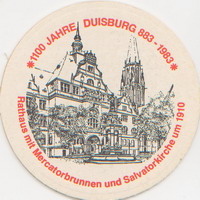 *1100 JAHRE, DUISBURG 883-1983*
Rathaus mit Mercatorbrunnen und Salvatorkirche um 1910